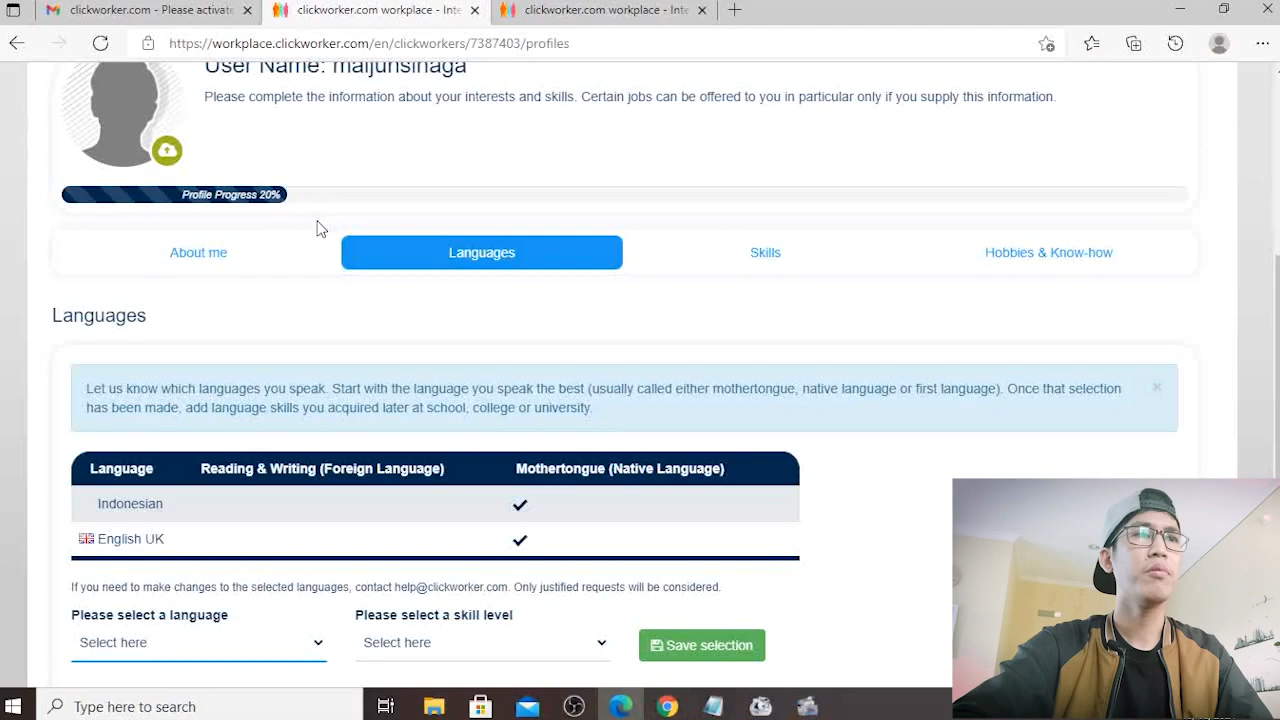 clickworker.com - Please activate
clickworker.com workplace - Inte
clickworker.com workplace - Inte
https://workplace.clickworker.com/en/clickworkers/7387403/profiles
User Name: maijunsinaga
Please complete the information about your interests and skills. Certain jobs can be offered to you in particular only if you supply this information.
Profile Progress 20%
About me
Languages
Skills
Hobbies & Know-how
Languages
Let us know which languages you speak. Start with the language you speak the best (usually called either mothertongue, native language or first language). Once that selection
has been made, add language skills you acquired later at school, college or university.
Language Reading & Writing (Foreign Language) Mothertongue (Native Language)
Indonesian
English UK
If you need to make changes to the selected languages, contact help@clickworker.com. Only justified requests will be considered.
Please select a language Please select a skill level
Select here Select here Save selection
Type here to search